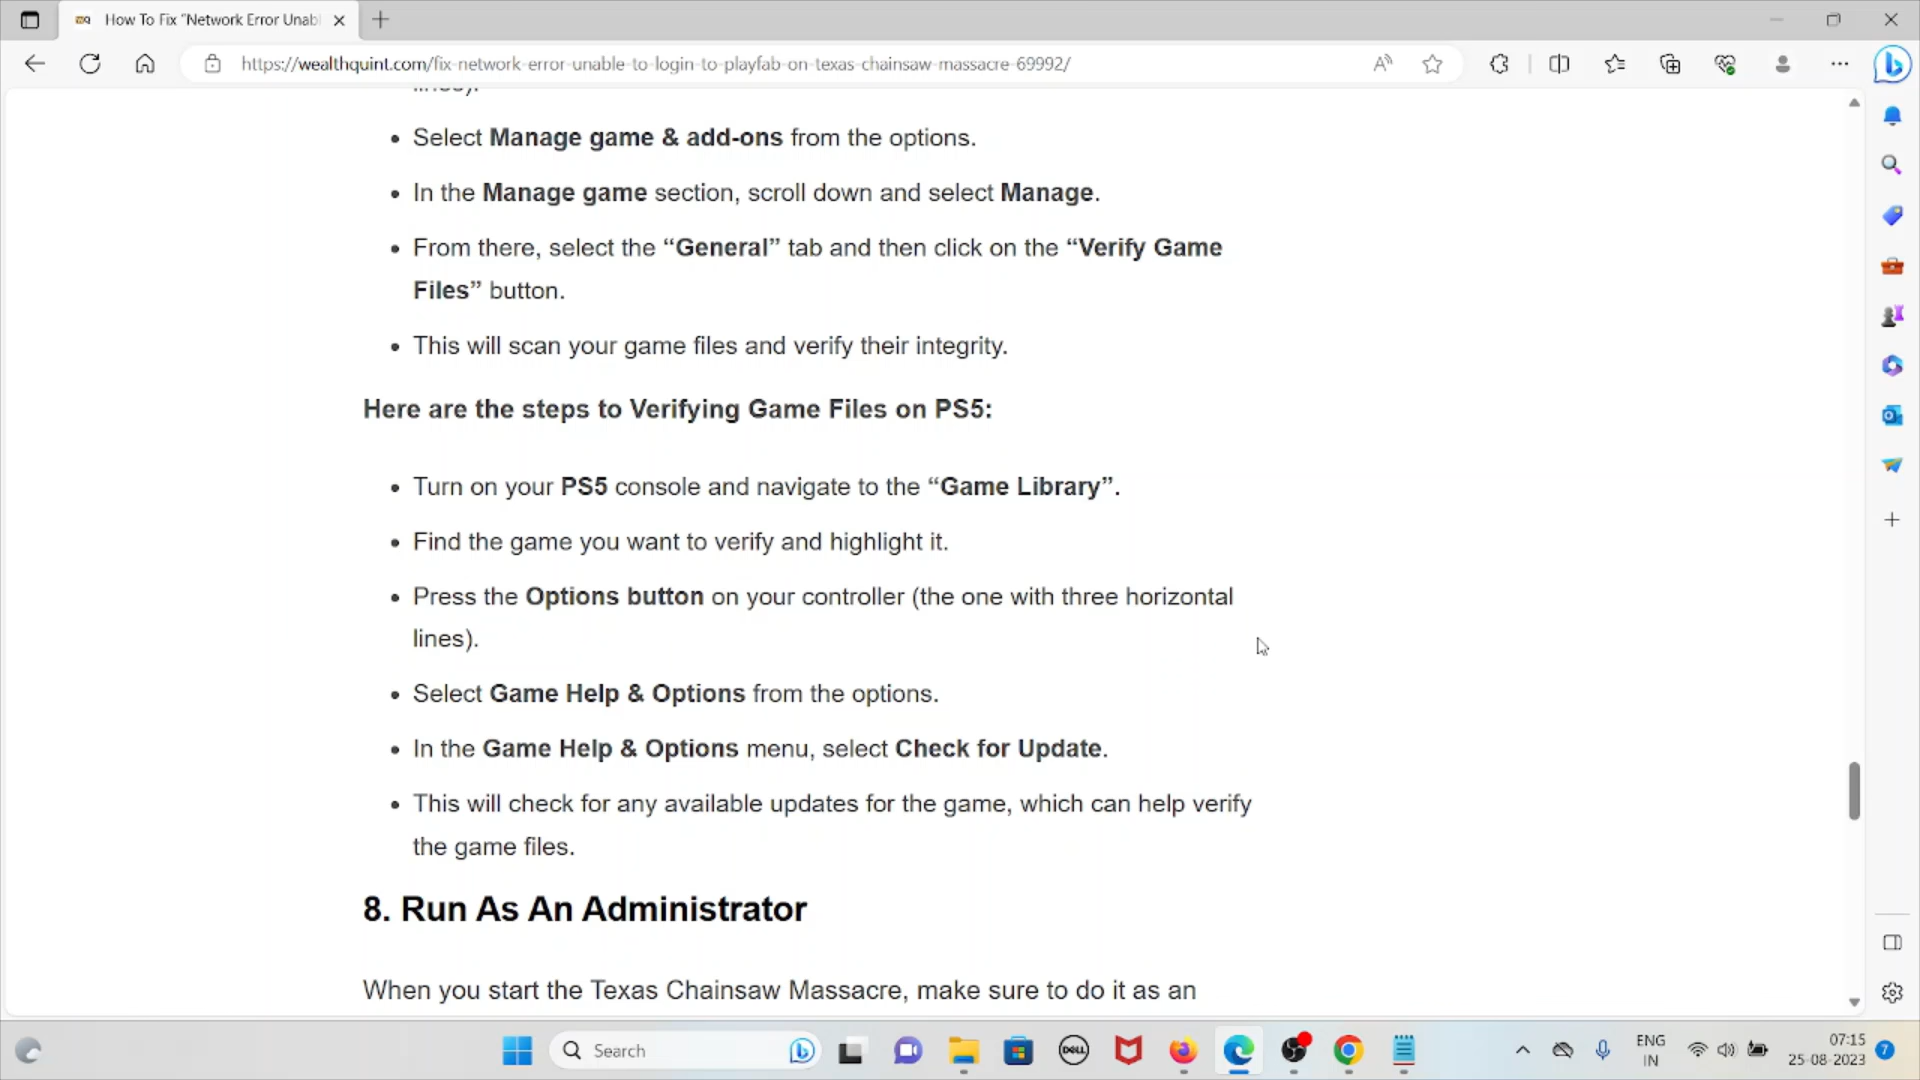 How To Fix "Network Error Unabl
https://wealthquint.com/fix-network-error-unable-to-login-to-playfab-on-texas-chainsaw-massacre-69992/
lines).
• Select Manage game & add-ons from the options.
• In the Manage game section, scroll down and select Manage.
• From there, select the “General” tab and then click on the “Verify Game
Files” button.
• This will scan your game files and verify their integrity.
Here are the steps to Verifying Game Files on PS5:
• Turn on your PS5 console and navigate to the “Game Library”.
• Find the game you want to verify and highlight it.
• Press the Options button on your controller (the one with three horizontal
lines).
• Select Game Help & Options from the options.
• In the Game Help & Options menu, select Check for Update.
• This will check for any available updates for the game, which can help verify
the game files.
8. Run As An Administrator
When you start the Texas Chainsaw Massacre, make sure to do it as an
Search
DELL
ENG
IN
07:15
25-08-2023
7